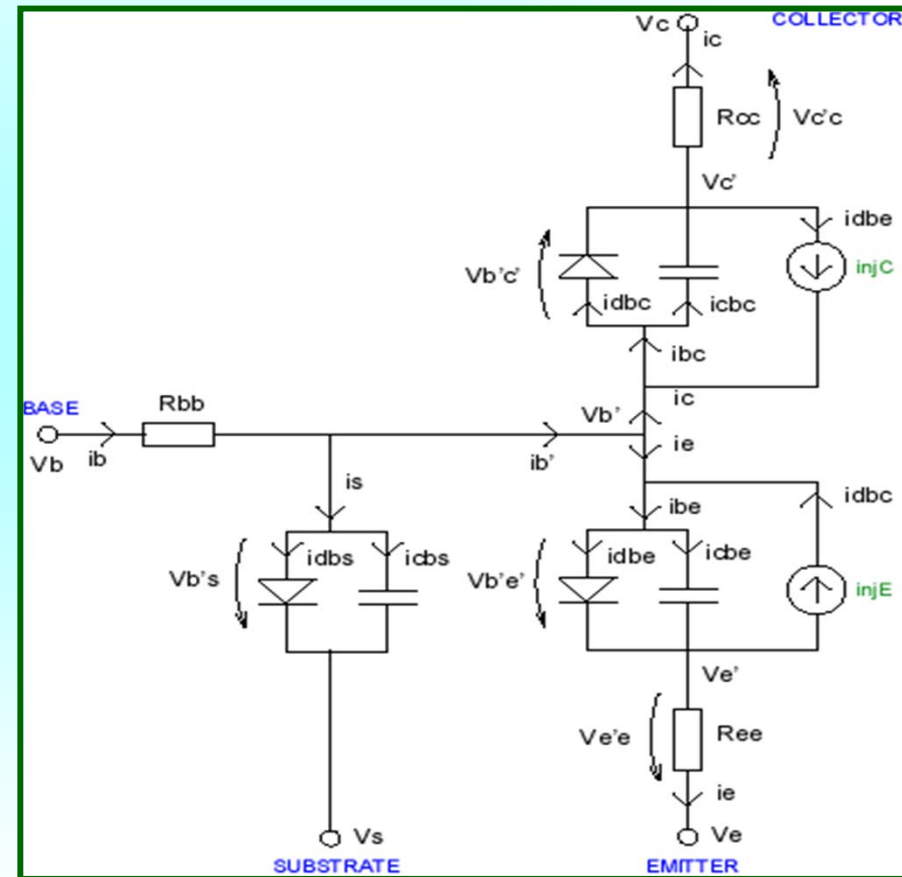 Vc
COLLECTOR
ic
Rcc
Vc'c
Vc'
idbe
Vb'c'
injC
idbc
icbc
ibc
BASE
Rbb
Vb'
ic
Vb
ib
ib'
ie
is
ibe
idbc
Vb's
idbs
icbs
Vb'e'
idbe
icbe
injE
Ve'
Ve'e
Ree
ie
Vs
Ve
SUBSTRATE
EMITTER